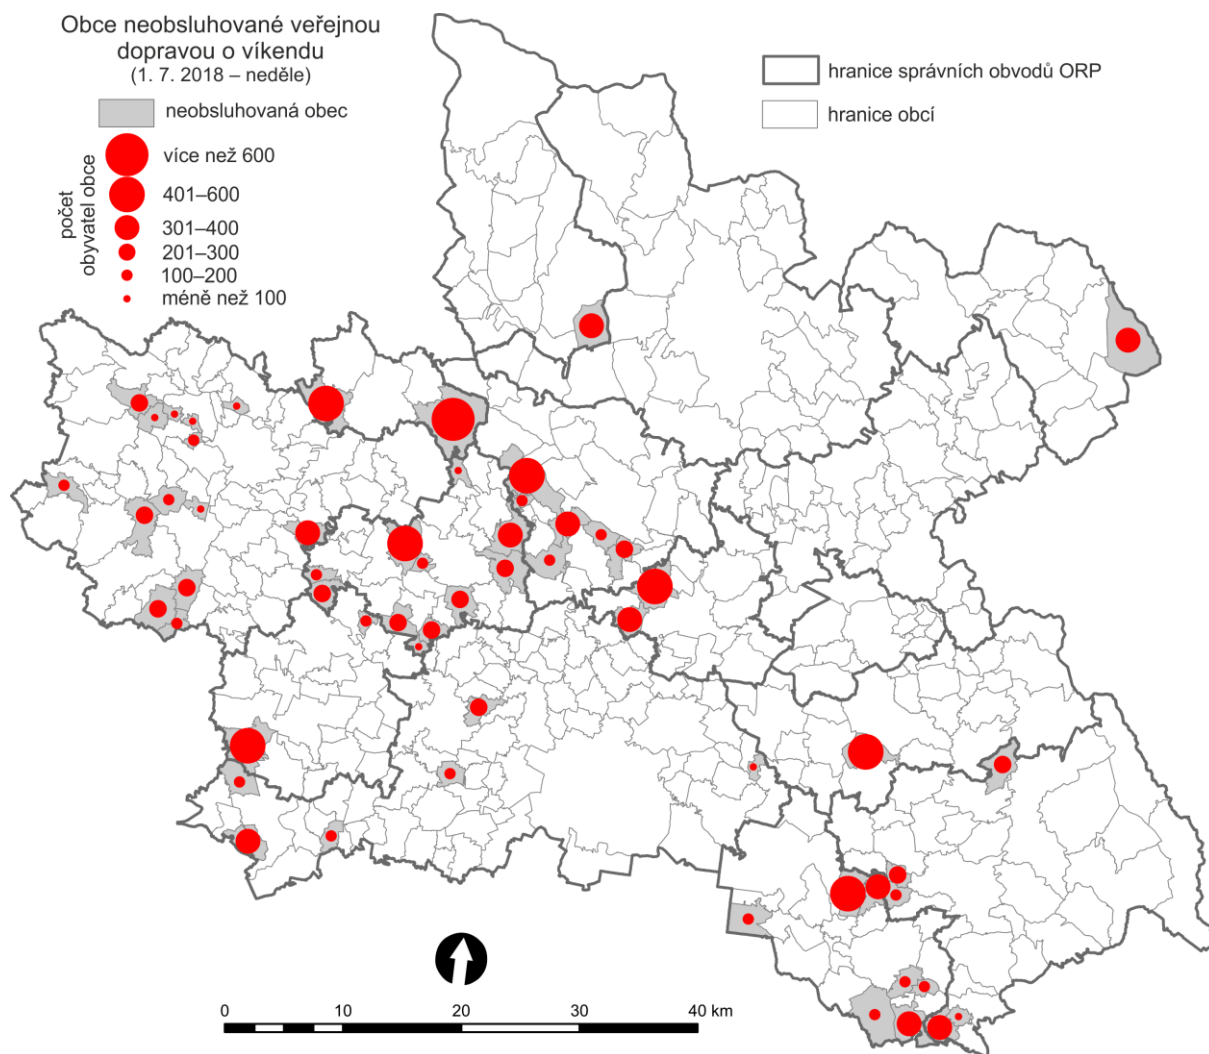 Obce neobsluhované veřejnou
dopravou o víkendu
(1. 7. 2018 – neděle)
neobsluhovaná obec
počet
obyvatel obce
více než 600
401–600
301–400
201–300
100–200
méně než 100
hranice správních obvodů ORP
hranice obcí
0 10 20 30 40 km